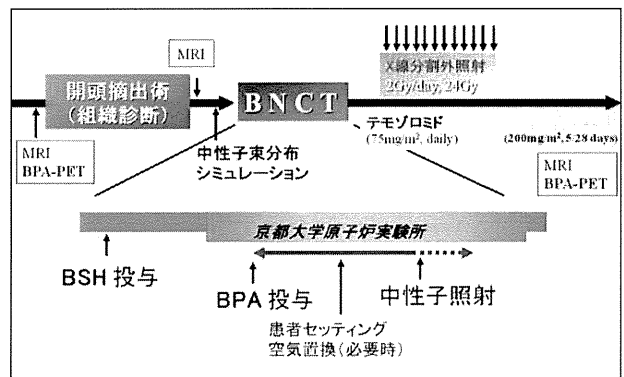 MRI
X線分割外照射
2Gy/day, 24Gy
開頭摘出術
(組織診断)
BNCT
テモゾロミド
(75mg/m², daily)
(200mg/m², 5/28 days)
中性子束分布
シミュレーション
MRI
BPA-PET
MRI
BPA-PET
京都大学原子炉実験所
BSH 投与
BPA 投与
中性子照射
患者セッティング
空気置換(必要時)